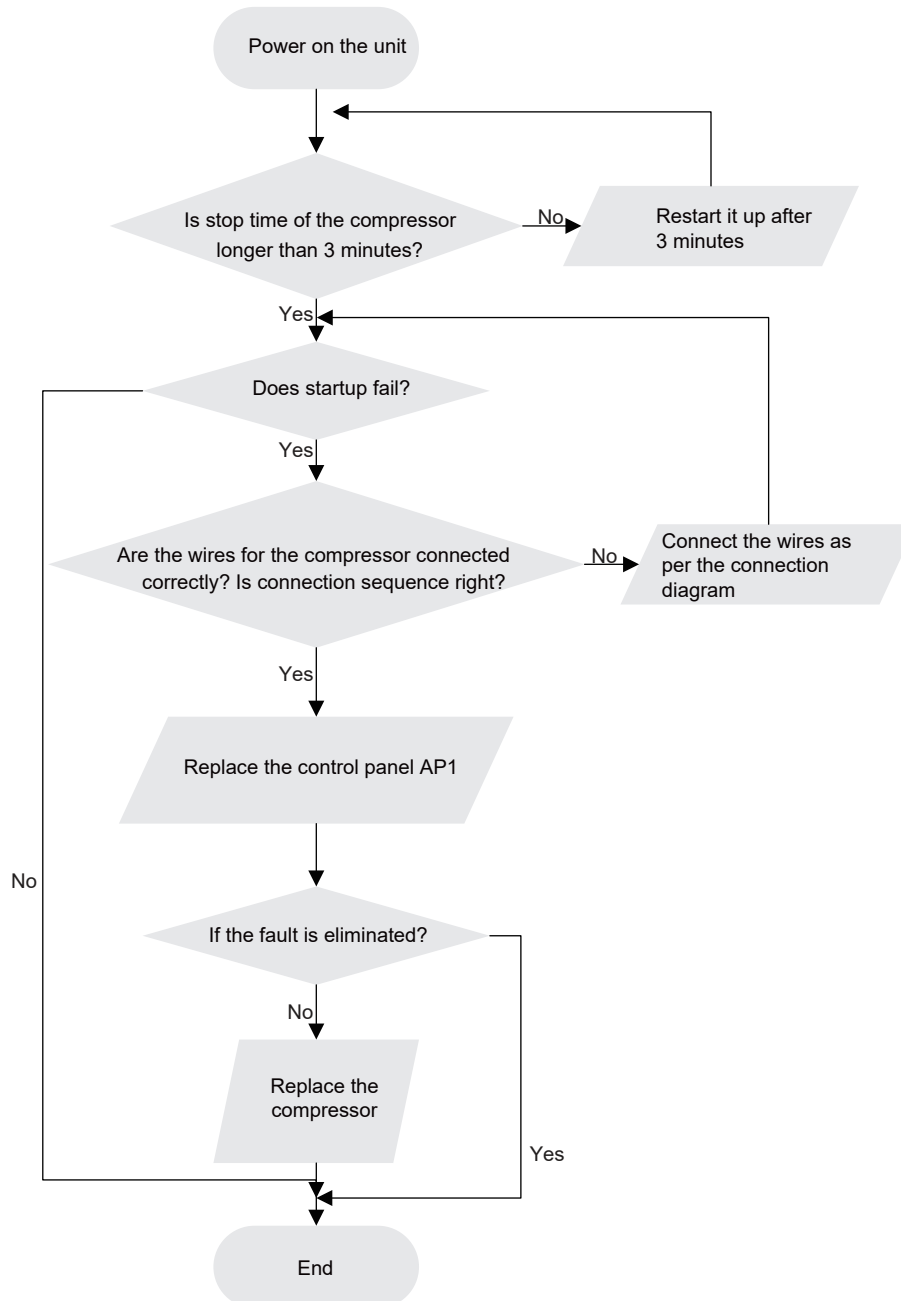 Power on the unit
Is stop time of the compressor
longer than 3 minutes?
No
Restart it up after
3 minutes
Yes
Does startup fail?
Yes
Are the wires for the compressor connected
correctly? Is connection sequence right?
No
Connect the wires as
per the connection
diagram
Yes
Replace the control panel AP1
No
If the fault is eliminated?
No
Replace the
compressor
Yes
End